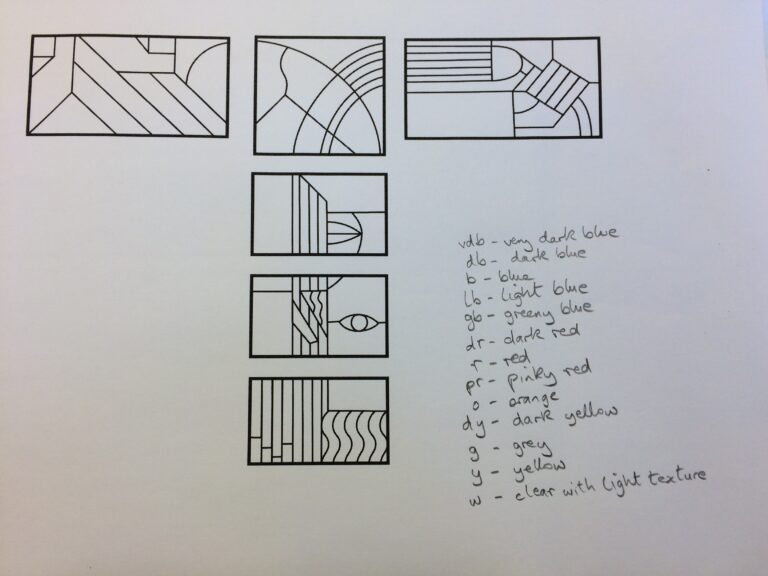 vdb - very dark blue
db - dark blue
b - blue
lb - light blue
gb - greeny blue
dr - dark red
r - red
pr - pinky red
o - orange
dy - dark yellow
g - grey
y - yellow
w - clear with light texture